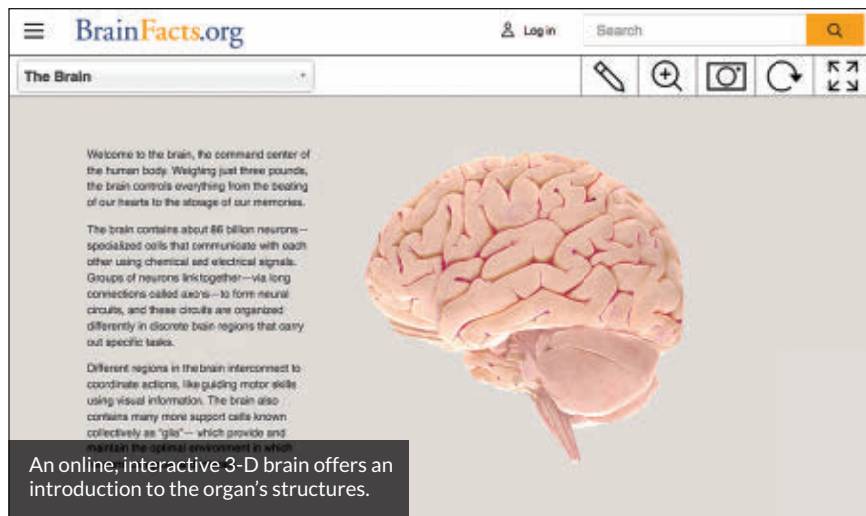 BrainFacts.org
Log in
Search
The Brain
Welcome to the brain, the command center of
the human body. Weighing just three pounds,
the brain controls everything from the beating
of our hearts to the storage of our memories.
The brain contains about 86 billion neurons—
specialized cells that communicate with each
other using chemical and electrical signals.
Groups of neurons link together—via long
connections called axons—to form neural
circuits, and these circuits are organized
differently in discrete brain regions that carry
out specific tasks.
Different regions in the brain interconnect to
coordinate actions, like guiding motor skills
using visual information. The brain also
contains many more support cells known
collectively as "glia"— which provide and
maintain the optimal environment in which
An online, interactive 3-D brain offers an
introduction to the organ's structures.